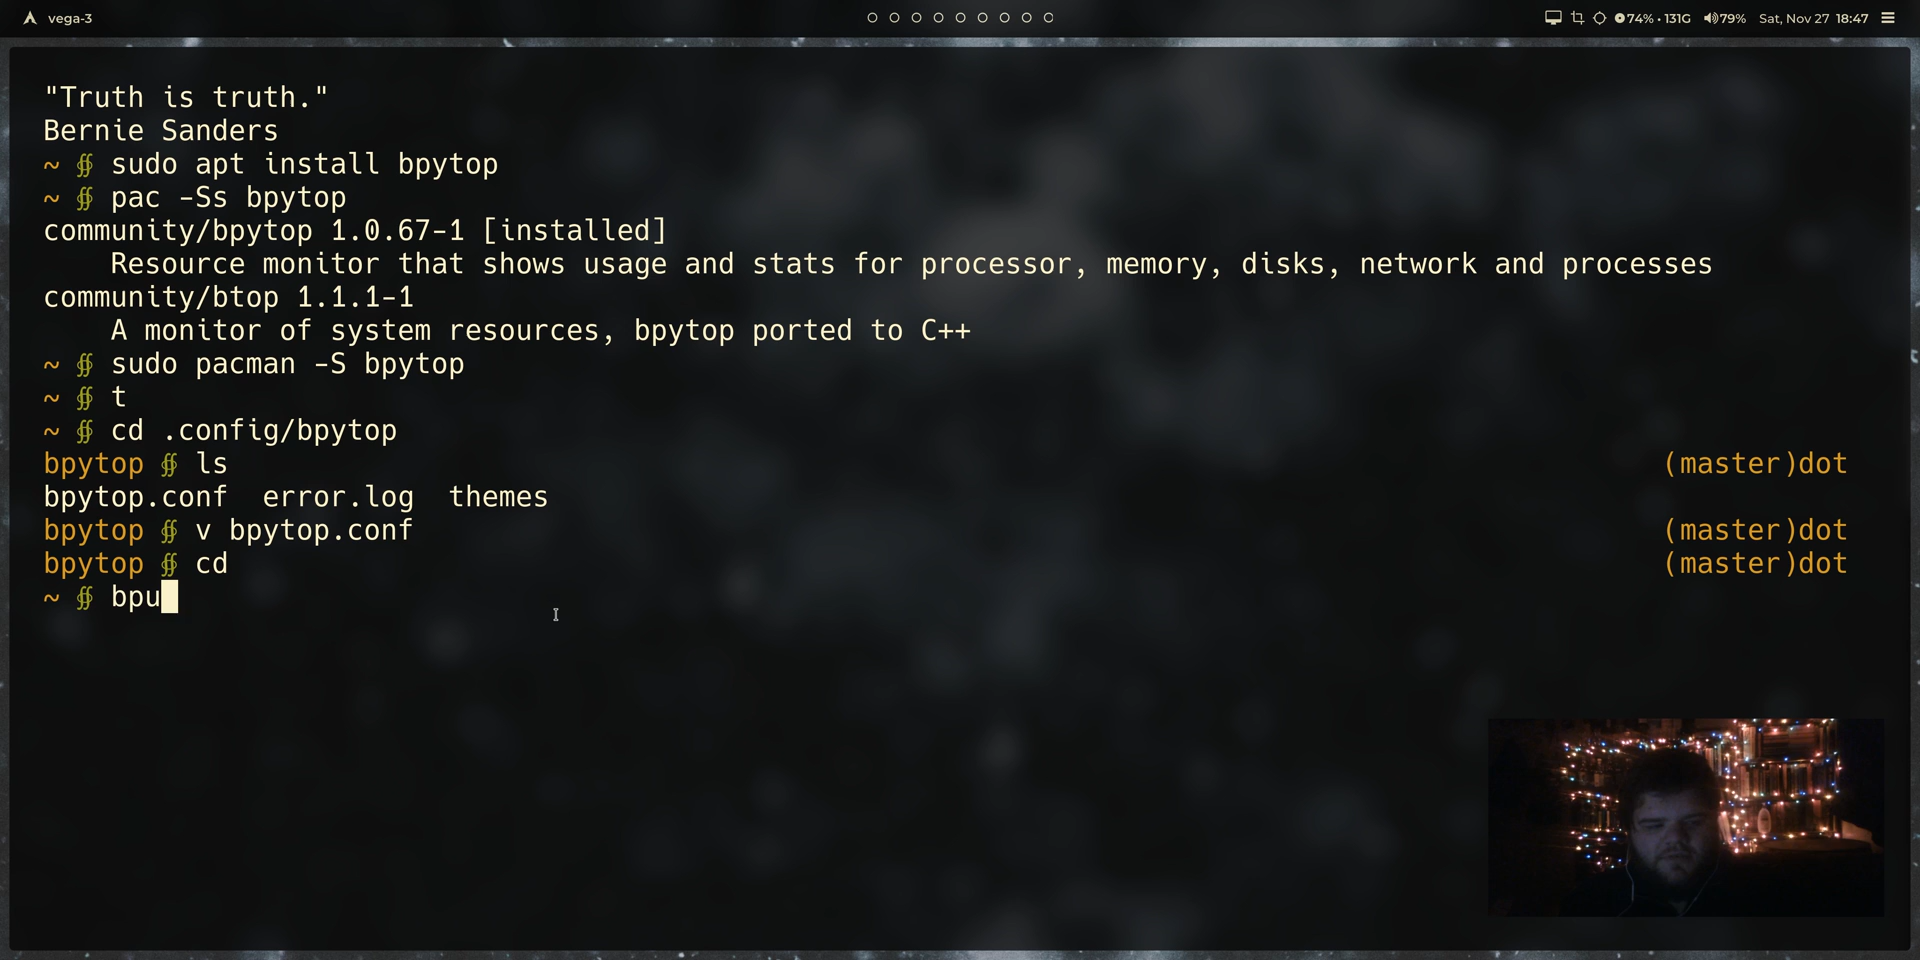 vega-3
74% • 131G 79% Sat, Nov 27 18:47
"Truth is truth."
Bernie Sanders
~ ∯ sudo apt install bpytop
~ ∯ pac -Ss bpytop
community/bpytop 1.0.67-1 [installed]
Resource monitor that shows usage and stats for processor, memory, disks, network and processes
community/btop 1.1.1-1
A monitor of system resources, bpytop ported to C++
~ ∯ sudo pacman -S bpytop
~ ∯ t
~ ∯ cd .config/bpytop
bpytop ∯ ls (master)dot
bpytop.conf error.log themes
bpytop ∯ v bpytop.conf (master)dot
bpytop ∯ cd (master)dot
~ ∯ bpu